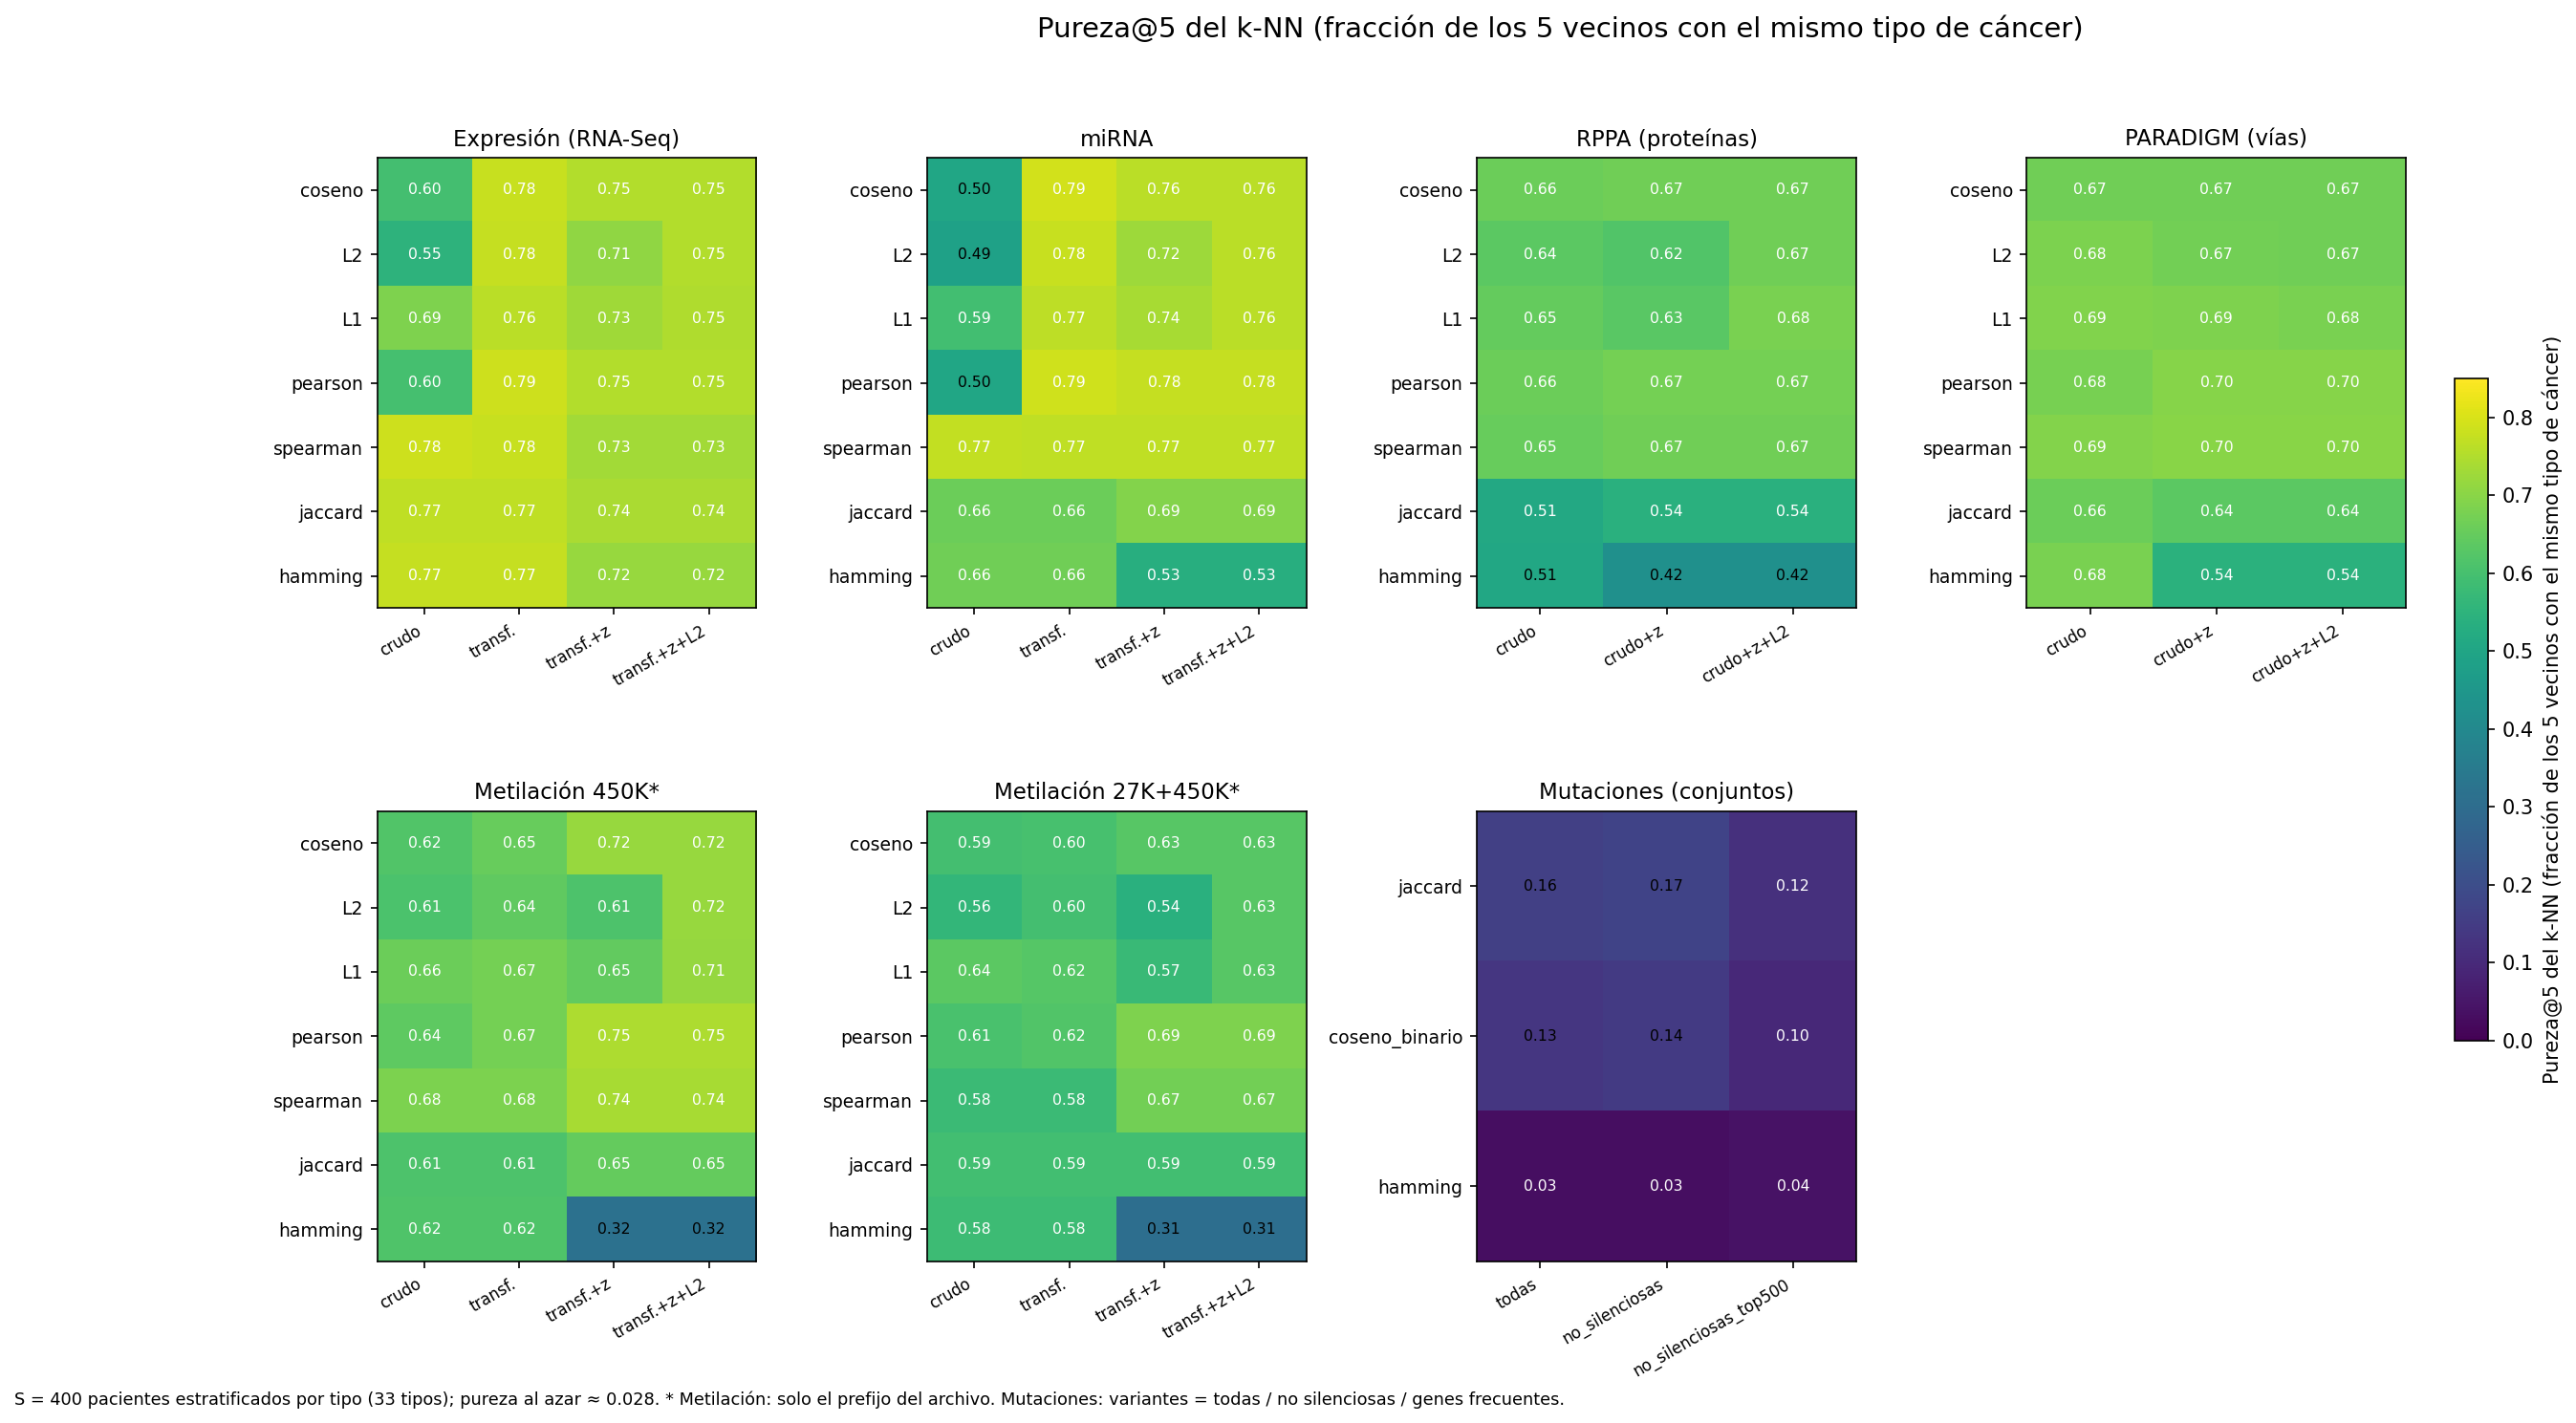 Pureza@5 del k-NN (fracción de los 5 vecinos con el mismo tipo de cáncer)
Expresión (RNA-Seq)
coseno 0.60 0.78 0.75 0.75
L2 0.55 0.78 0.71 0.75
L1 0.69 0.76 0.73 0.75
pearson 0.60 0.79 0.75 0.75
spearman 0.78 0.78 0.73 0.73
jaccard 0.77 0.77 0.74 0.74
hamming 0.77 0.77 0.72 0.72
crudo transf. transf.+z transf.+z+L2
miRNA
coseno 0.50 0.79 0.76 0.76
L2 0.49 0.78 0.72 0.76
L1 0.59 0.77 0.74 0.76
pearson 0.50 0.79 0.78 0.78
spearman 0.77 0.77 0.77 0.77
jaccard 0.66 0.66 0.69 0.69
hamming 0.66 0.66 0.53 0.53
crudo transf. transf.+z transf.+z+L2
RPPA (proteínas)
coseno 0.66 0.67 0.67
L2 0.64 0.62 0.67
L1 0.65 0.63 0.68
pearson 0.66 0.67 0.67
spearman 0.65 0.67 0.67
jaccard 0.51 0.54 0.54
hamming 0.51 0.42 0.42
crudo crudo+z crudo+z+L2
PARADIGM (vías)
coseno 0.67 0.67 0.67
L2 0.68 0.67 0.67
L1 0.69 0.69 0.68
pearson 0.68 0.70 0.70
spearman 0.69 0.70 0.70
jaccard 0.66 0.64 0.64
hamming 0.68 0.54 0.54
crudo crudo+z crudo+z+L2
Metilación 450K*
coseno 0.62 0.65 0.72 0.72
L2 0.61 0.64 0.61 0.72
L1 0.66 0.67 0.65 0.71
pearson 0.64 0.67 0.75 0.75
spearman 0.68 0.68 0.74 0.74
jaccard 0.61 0.61 0.65 0.65
hamming 0.62 0.62 0.32 0.32
crudo transf. transf.+z transf.+z+L2
Metilación 27K+450K*
coseno 0.59 0.60 0.63 0.63
L2 0.56 0.60 0.54 0.63
L1 0.64 0.62 0.57 0.63
pearson 0.61 0.62 0.69 0.69
spearman 0.58 0.58 0.67 0.67
jaccard 0.59 0.59 0.59 0.59
hamming 0.58 0.58 0.31 0.31
crudo transf. transf.+z transf.+z+L2
Mutaciones (conjuntos)
jaccard 0.16 0.17 0.12
coseno_binario 0.13 0.14 0.10
hamming 0.03 0.03 0.04
todas no_silenciosas no_silenciosas_top500
0.8
0.7
0.6
0.5
0.4
0.3
0.2
0.1
0.0
Pureza@5 del k-NN (fracción de los 5 vecinos con el mismo tipo de cáncer)
S = 400 pacientes estratificados por tipo (33 tipos); pureza al azar ≈ 0.028. * Metilación: solo el prefijo del archivo. Mutaciones: variantes = todas / no silenciosas / genes frecuentes.